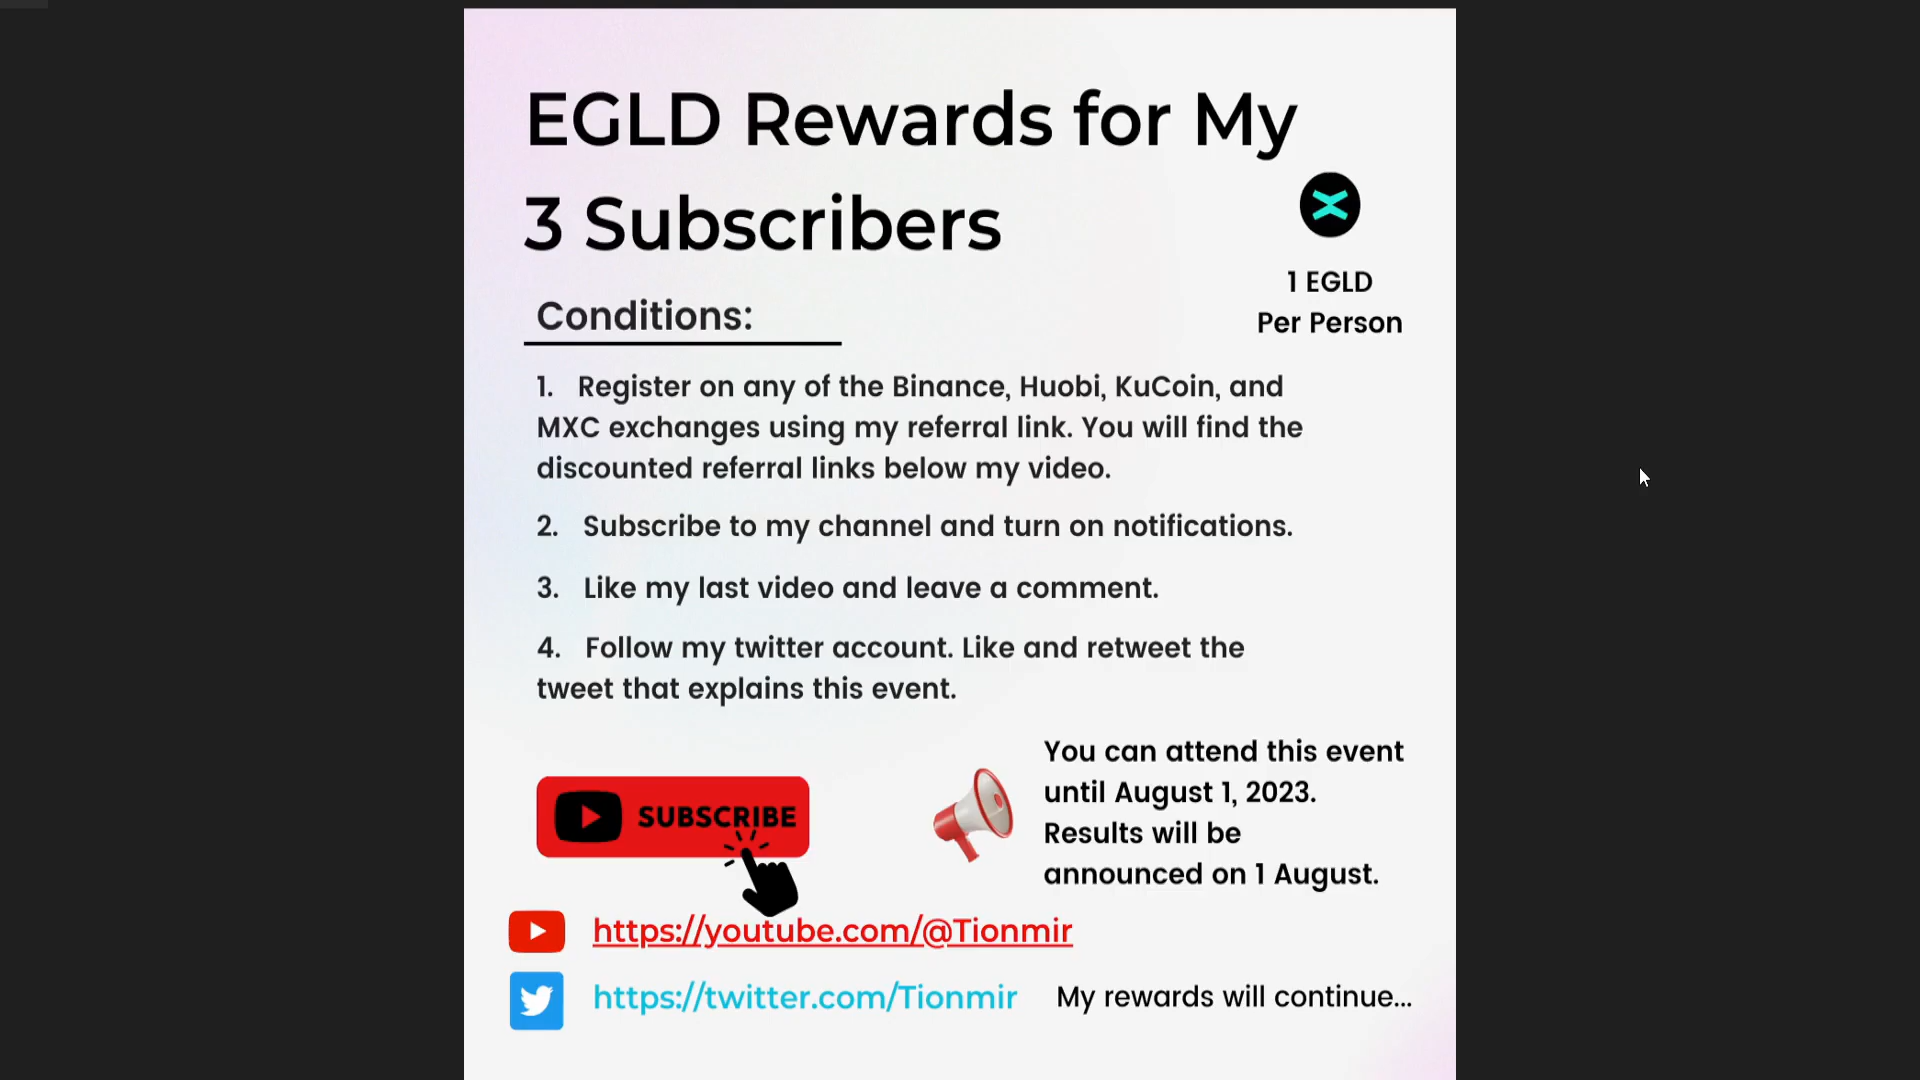 EGLD Rewards for My
3 Subscribers
1 EGLD
Per Person
Conditions:
1. Register on any of the Binance, Huobi, KuCoin, and
MXC exchanges using my referral link. You will find the
discounted referral links below my video.
2. Subscribe to my channel and turn on notifications.
3. Like my last video and leave a comment.
4. Follow my twitter account. Like and retweet the
tweet that explains this event.
SUBSCRIBE
You can attend this event
until August 1, 2023.
Results will be
announced on 1 August.
https://youtube.com/@Tionmir
https://twitter.com/Tionmir
My rewards will continue...